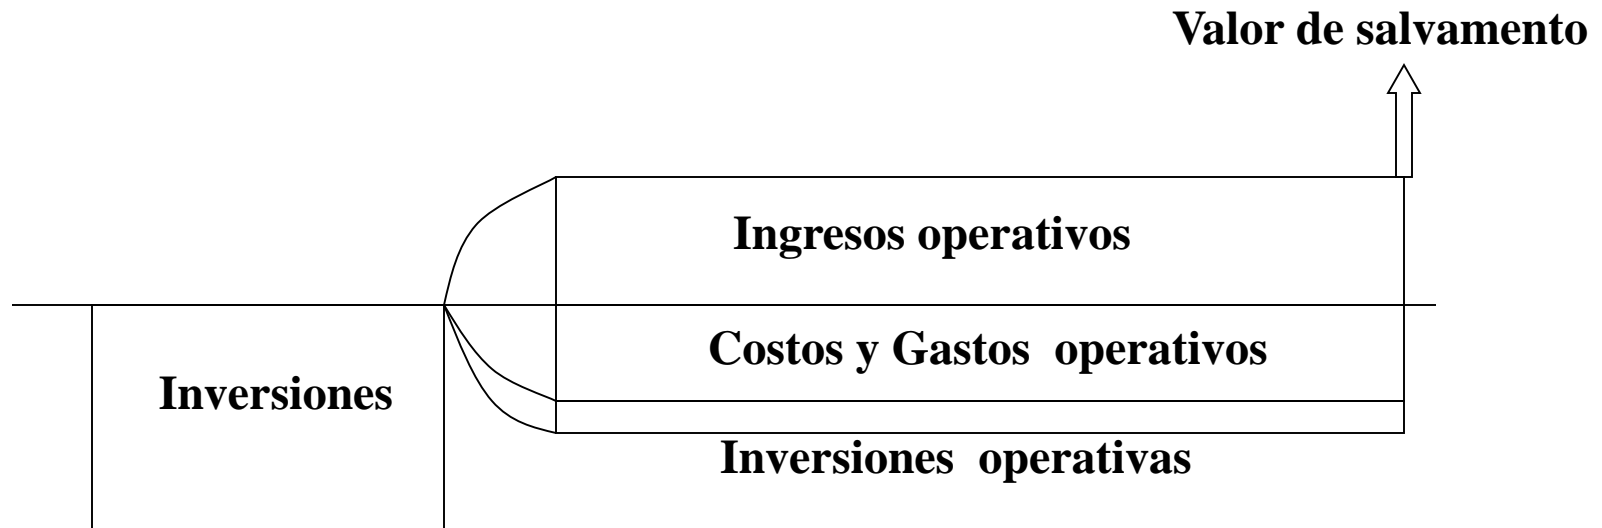 Valor de salvamento
Ingresos operativos
Costos y Gastos operativos
Inversiones
Inversiones operativas